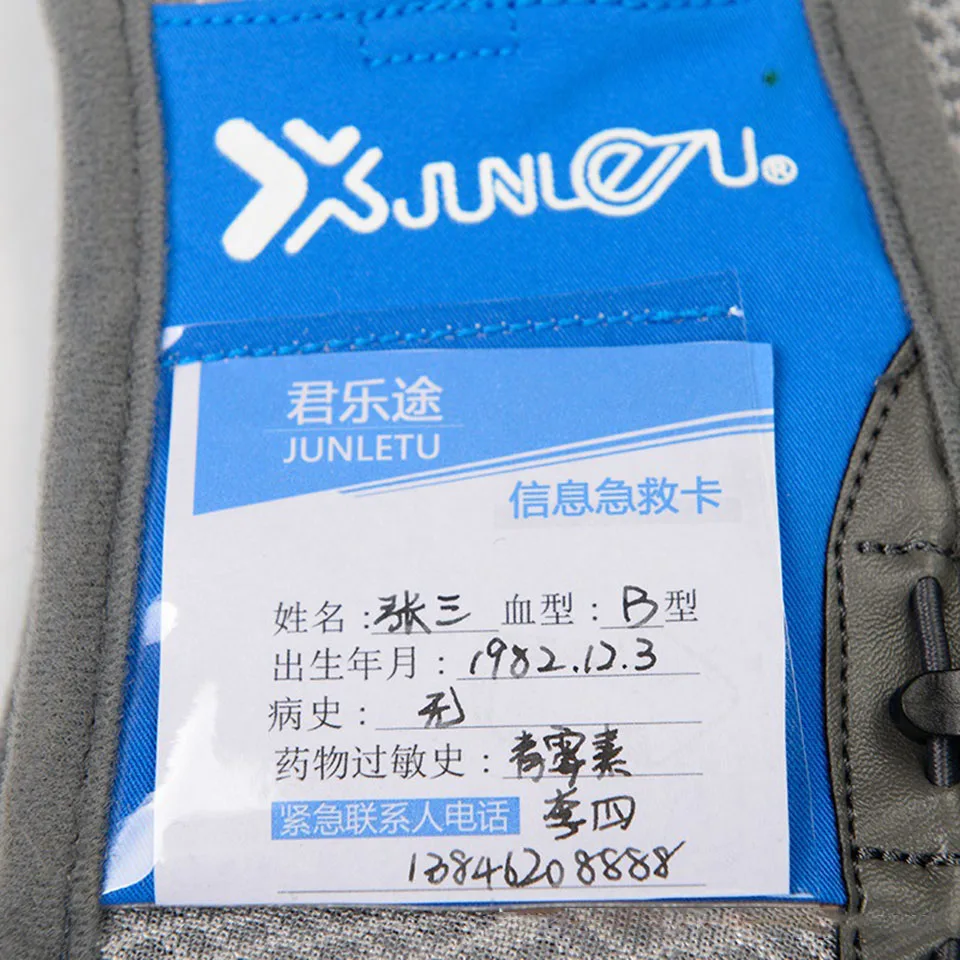 JUNLETU®
君乐途
JUNLETU
信息急救卡
姓名:张三 血型:B型
出生年月:1982.12.3
病史:无
药物过敏史:青霉素
紧急联系人电话 李四
13846208888